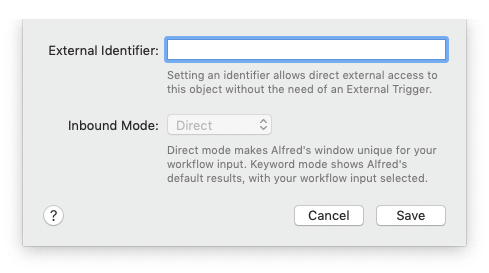 External Identifier:
Setting an identifier allows direct external access to
this object without the need of an External Trigger.
Inbound Mode: Direct
Direct mode makes Alfred's window unique for your
workflow input. Keyword mode shows Alfred's
default results, with your workflow input selected.
? Cancel Save